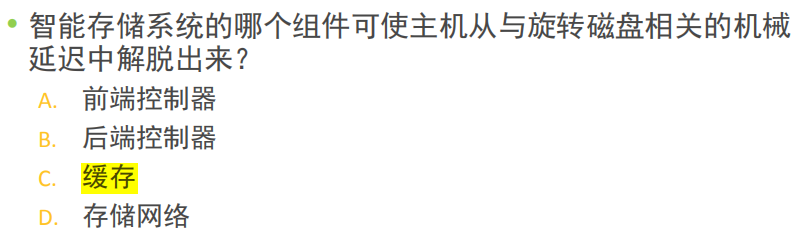 • 智能存储系统的哪个组件可使主机从与旋转磁盘相关的机械
延迟中解脱出来？
A. 前端控制器
B. 后端控制器
C. 缓存
D. 存储网络